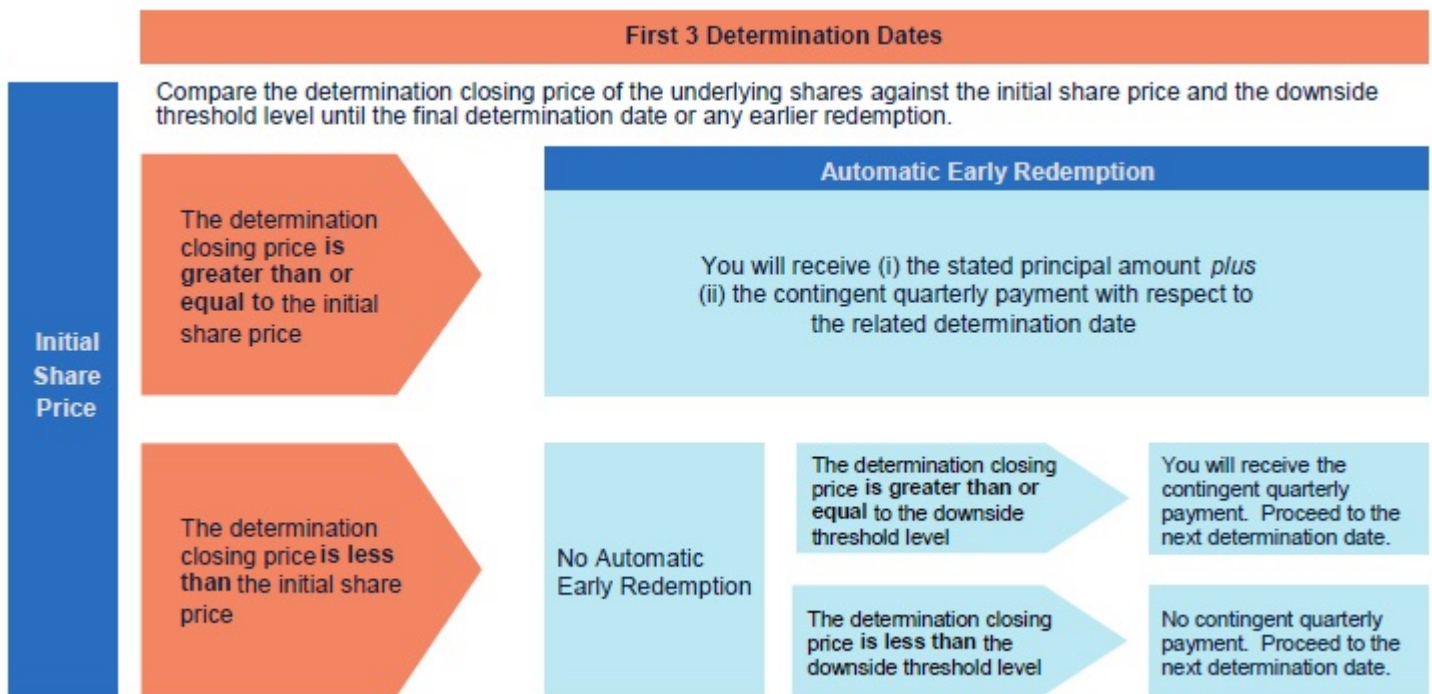 First 3 Determination Dates
Compare the determination closing price of the underlying shares against the initial share price and the downside
threshold level until the final determination date or any earlier redemption.
Initial
Share
Price
The determination
closing price is
greater than or
equal to the initial
share price
Automatic Early Redemption
You will receive (i) the stated principal amount plus
(ii) the contingent quarterly payment with respect to
the related determination date
The determination
closing price is less
than the initial share
price
No Automatic
Early Redemption
The determination closing
price is greater than or
equal to the downside
threshold level
You will receive the
contingent quarterly
payment. Proceed to the
next determination date.
The determination closing
price is less than the
downside threshold level
No contingent quarterly
payment. Proceed to the
next determination date.